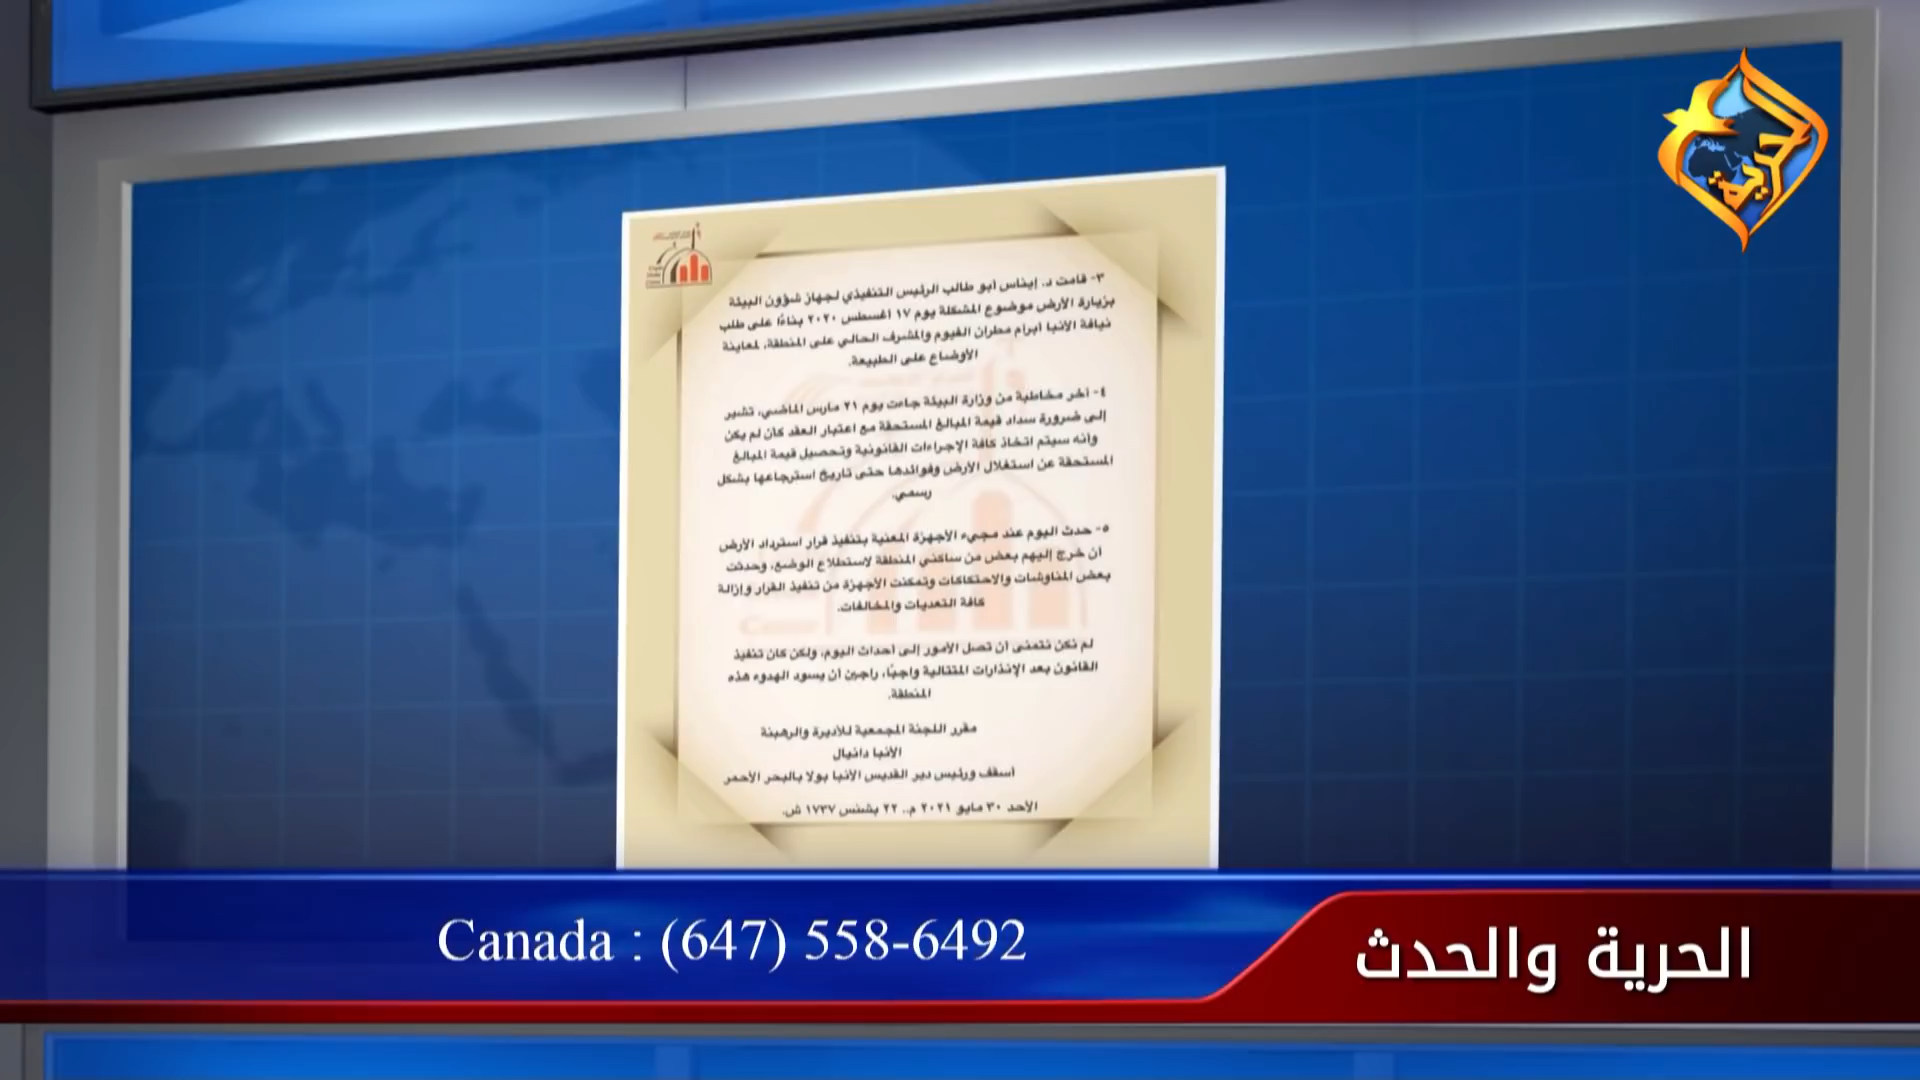 الحرية
٣- قامت د. إيناس أبو طالب الرئيس التنفيذي لجهاز شؤون البيئة
بزيارة الأرض موضوع المشكلة يوم ١٧ أغسطس ٢٠٢٠ بناءًا على طلب
نيافة الأنبا أبرام مطران الفيوم والمشرف الحالي على المنطقة، لمعاينة
الأوضاع على الطبيعة.
٤- أخر مخاطبة من وزارة البيئة جاءت يوم ٢١ مارس الماضي، تشير
إلى ضرورة سداد قيمة المبالغ المستحقة مع اعتبار العقد كأن لم يكن
وأنه سيتم اتخاذ كافة الإجراءات القانونية وتحصيل قيمة المبالغ
المستحقة عن استغلال الأرض وفوائدها حتى تاريخ استرجاعها بشكل
رسمي.
٥- حدث اليوم عند مجيء الأجهزة المعنية بتنفيذ قرار استرداد الأرض
أن خرج إليهم بعض من ساكني المنطقة لاستطلاع الوضع، وحدثت
بعض المناوشات والاحتكاكات وتمكنت الأجهزة من تنفيذ القرار وإزالة
كافة التعديات والمخالفات.
لم نكن نتمنى أن تصل الأمور إلى أحداث اليوم، ولكن كان تنفيذ
القانون بعد الإنذارات المتتالية واجبًا، راجين أن يسود الهدوء هذه
المنطقة.
مقرر اللجنة المجمعية للأديرة والرهبنة
الأنبا دانيال
أسقف ورئيس دير القديس الأنبا بولا بالبحر الأحمر
الأحد ٣٠ مايو ٢٠٢١ م.. ٢٢ بشنس ١٧٣٧ ش.
Canada : (647) 558-6492
الحرية والحدث